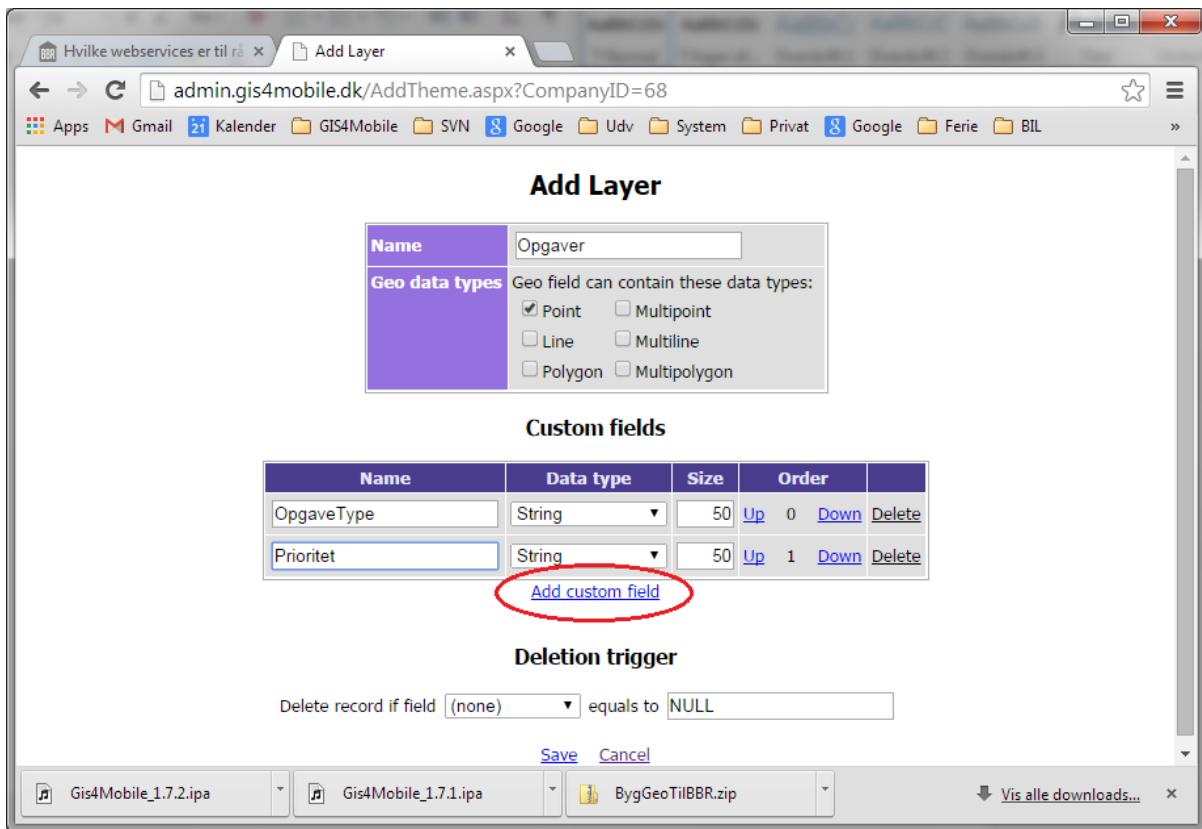 Hvilke webservices er til rå
Add Layer
admin.gis4mobile.dk/AddTheme.aspx?CompanyID=68
Apps Gmail 21 Kalender GIS4Mobile SVN 8 Google Udv System Privat 8 Google Ferie BIL »
Add Layer
Name Opgaver
Geo data types Geo field can contain these data types:
Point Multipoint
Line Multiline
Polygon Multipolygon
Custom fields
Name Data type Size Order
OpgaveType String 50 Up 0 Down Delete
Prioritet String 50 Up 1 Down Delete
Add custom field
Deletion trigger
Delete record if field (none) equals to NULL
Save Cancel
Gis4Mobile_1.7.2.ipa Gis4Mobile_1.7.1.ipa BygGeoTilBBR.zip Vis alle downloads...